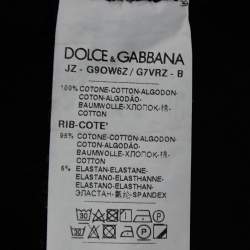 DOLCE & GABBANA
JZ - G9OW6Z / G7VRZ - B
100% COTONE-COTTON-ALGODON-
COTON-ALGODÃO-
BAUMWOLLE-ХЛОПОК-棉-
COTTON
RIB-COTE'
95% COTONE-COTTON-ALGODON-
COTON-ALGODÃO-
BAUMWOLLE-ХЛОПОК-棉-
COTTON
5% ELASTAN-ELASTANE-
ELASTANO-ELASTHANNE-
ELASTANO-ELASTHAN-
ЭЛАСТАН-氨纶-SPANDEX
30